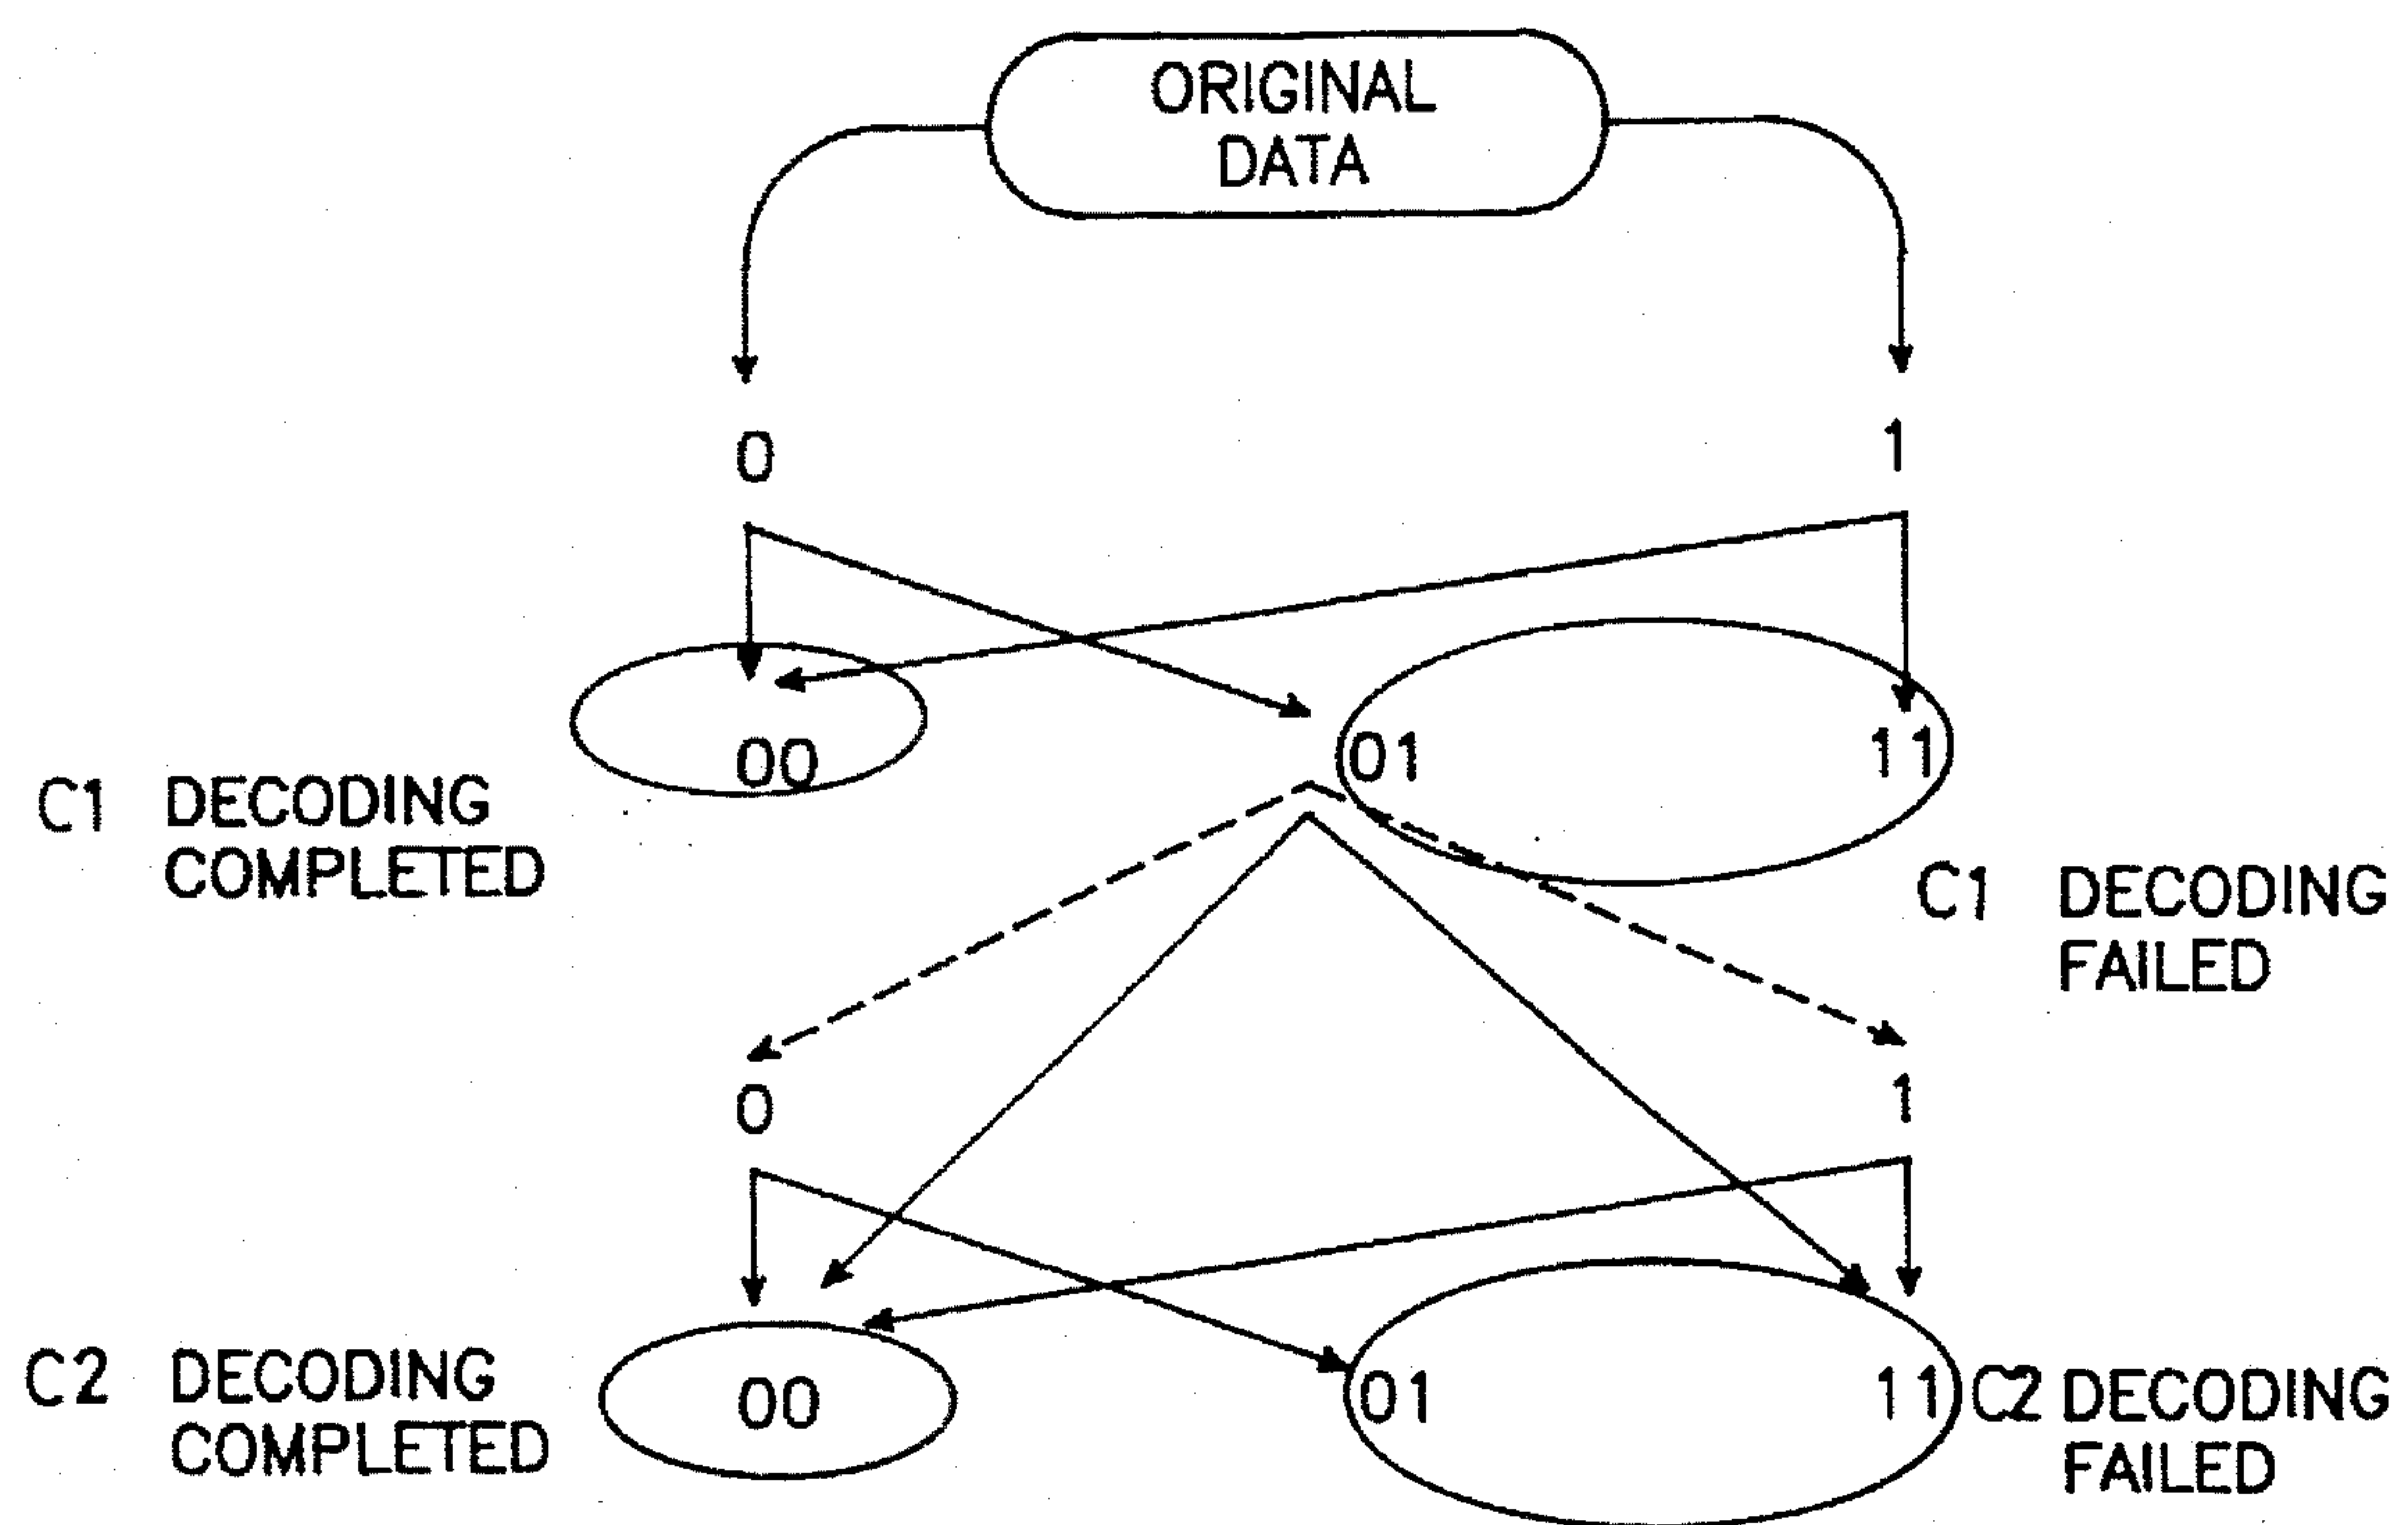 ORIGINAL
DATA
0
1
00
01
11
C1 DECODING
COMPLETED
C1 DECODING
FAILED
0
1
00
01
11
C2 DECODING
COMPLETED
C2 DECODING
FAILED